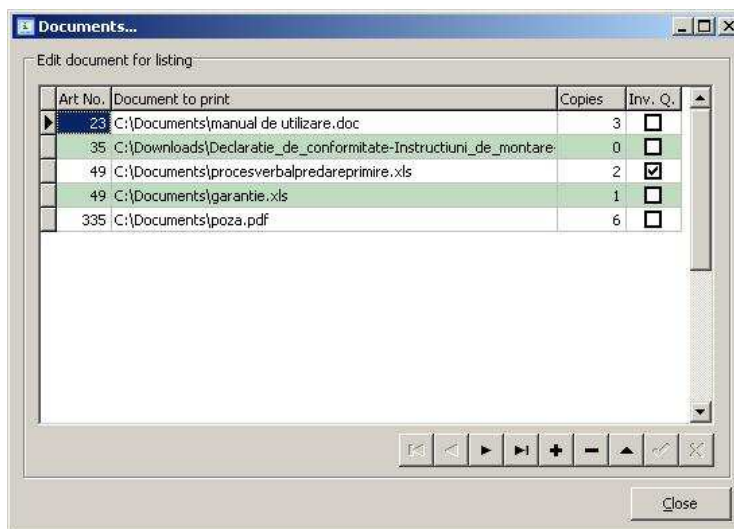 Documents...
Edit document for listing
Art No. Document to print Copies Inv. Q.
23 C:\Documents\manual de utilizare.doc 3
35 C:\Downloads\Declaratie_de_conformitate-Instructiuni_de_montare- 0
49 C:\Documents\procesverbalpredareprimire.xls 2
49 C:\Documents\garantie.xls 1
335 C:\Documents\poza.pdf 6
Close